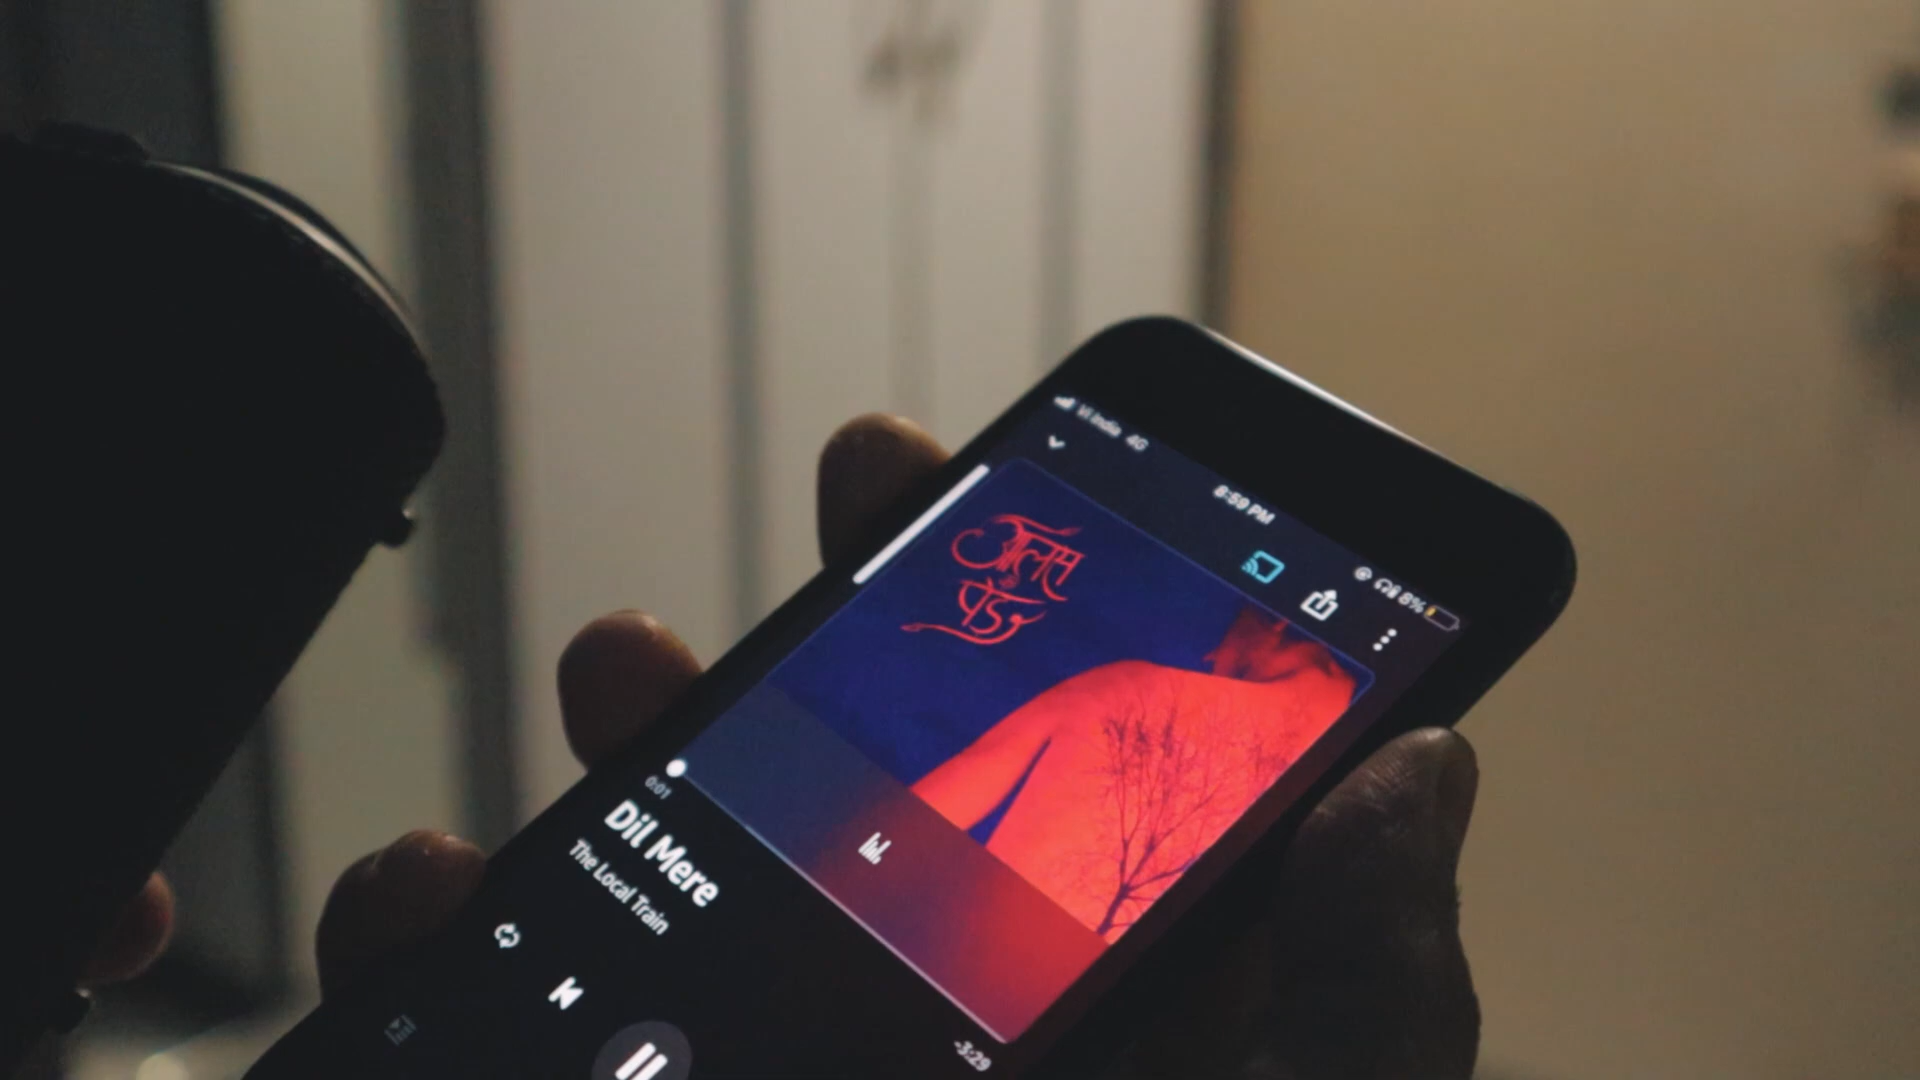 Vi India 4G
8:59 PM
8%
आलस
का
पेड़
0:01
-3:29
Dil Mere
The Local Train